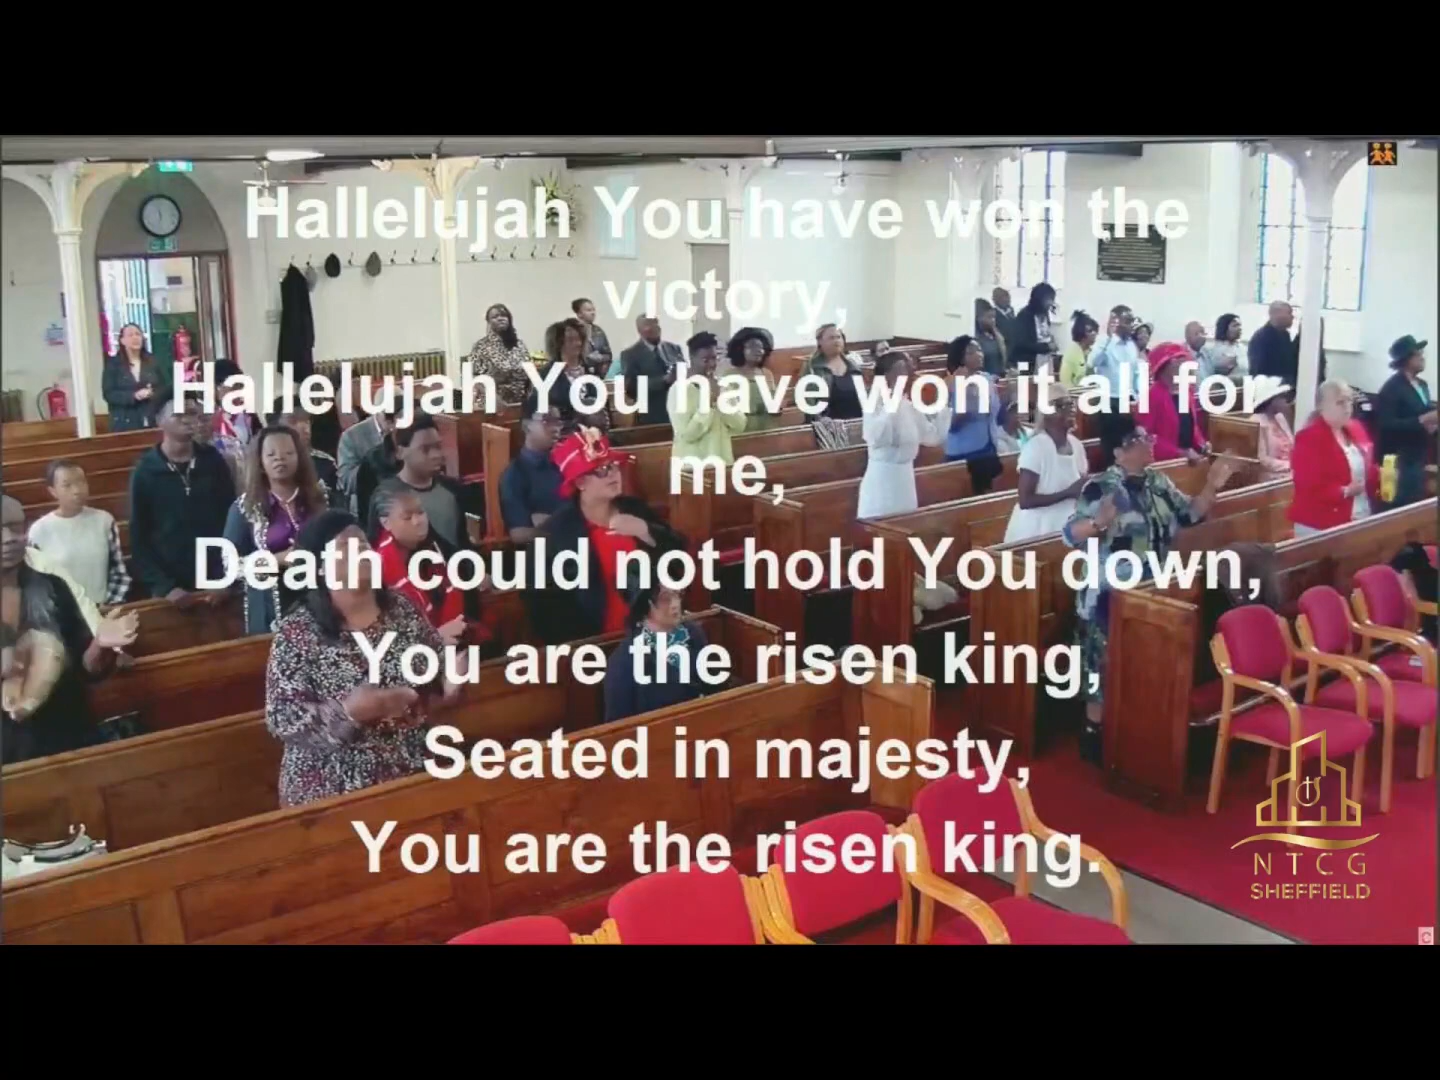 Hallelujah You have won the
victory,
Hallelujah You have won it all for
me,
Death could not hold You down,
You are the risen king,
Seated in majesty,
You are the risen king.
NTCG
SHEFFIELD
C